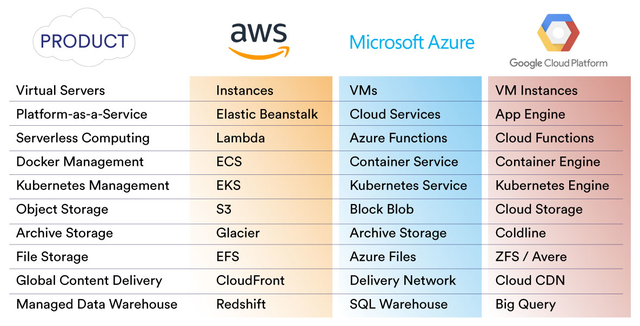 PRODUCT aws Microsoft Azure Google Cloud Platform
Virtual Servers Instances VMs VM Instances
Platform-as-a-Service Elastic Beanstalk Cloud Services App Engine
Serverless Computing Lambda Azure Functions Cloud Functions
Docker Management ECS Container Service Container Engine
Kubernetes Management EKS Kubernetes Service Kubernetes Engine
Object Storage S3 Block Blob Cloud Storage
Archive Storage Glacier Archive Storage Coldline
File Storage EFS Azure Files ZFS / Avere
Global Content Delivery CloudFront Delivery Network Cloud CDN
Managed Data Warehouse Redshift SQL Warehouse Big Query